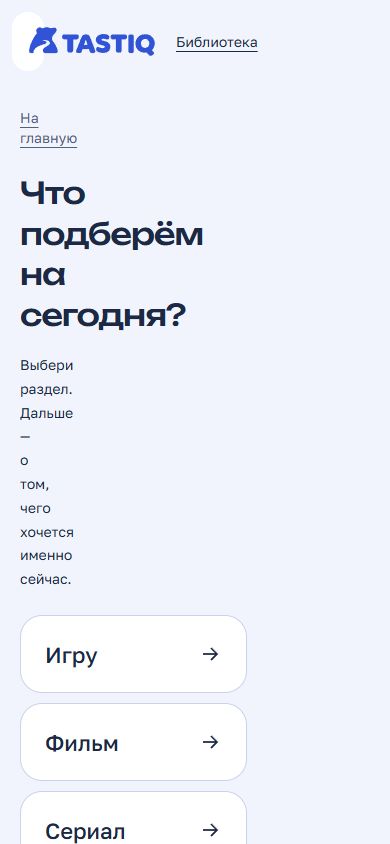 TASTIQ Библиотека
На
главную
Что
подберём
на
сегодня?
Выбери
раздел.
Дальше
—
о
том,
чего
хочется
именно
сейчас.
Игру →
Фильм →
Сериал →